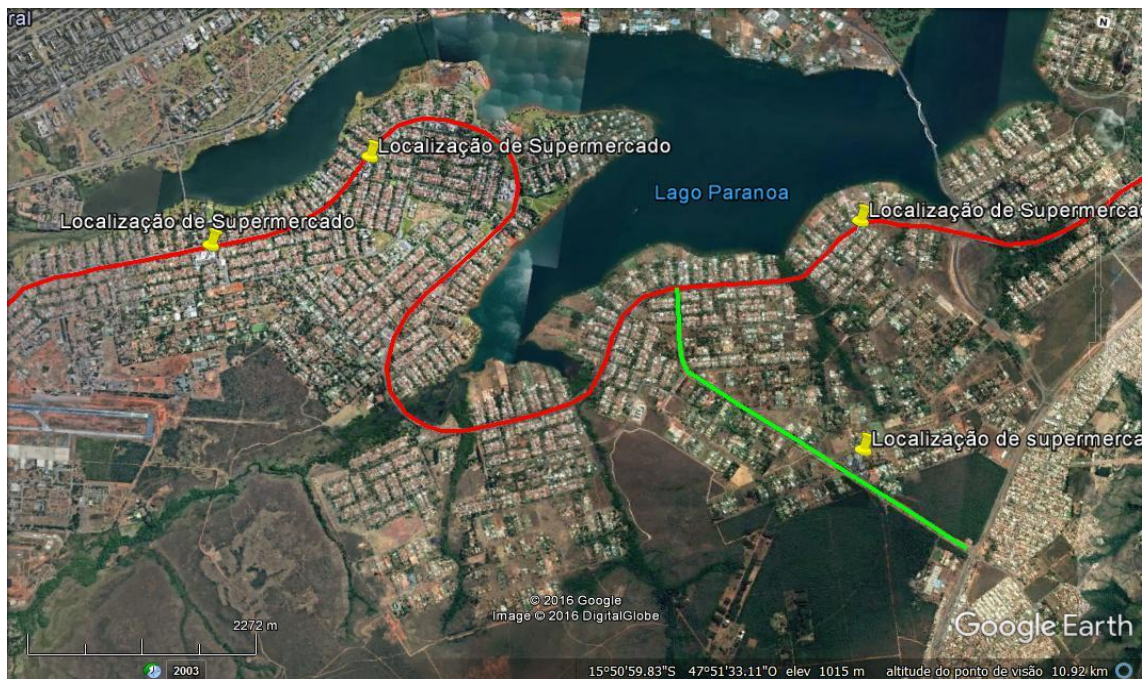 ral
N
Localização de Supermercado
Localização de Supermercado
Lago Paranoa
Localização de Supermercad
Localização de supermerca
© 2016 Google
Image © 2016 DigitalGlobe
Google Earth
2272 m
2003
15°50'59.83"S 47°51'33.11"O elev 1015 m altitude do ponto de visão 10.92 km